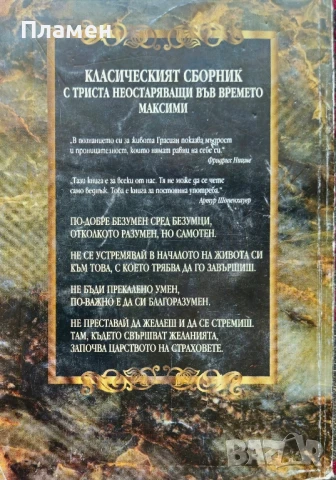 Пламен
КЛАСИЧЕСКИЯТ СБОРНИК
С ТРИСТА НЕОСТАРЯВАЩИ ВЪВ ВРЕМЕТО
МАКСИМИ
„В познанието си за живота Грасиан показва мъдрост
и проницателност, които нямат равни на себе си.“
Фридрих Ницше
„Тази книга е за всеки от нас. Тя не може да се чете
само веднъж. Това е книга за постоянна употреба.“
Артур Шопенхауер
ПО-ДОБРЕ БЕЗУМЕН СРЕД БЕЗУМЦИ,
ОТКОЛКОТО РАЗУМЕН, НО САМОТЕН.
НЕ СЕ УСТРЕМЯВАЙ В НАЧАЛОТО НА ЖИВОТА СИ
КЪМ ТОВА, С КОЕТО ТРЯБВА ДА ГО ЗАВЪРШИШ.
НЕ БЪДИ ПРЕКАЛЕНО УМЕН,
ПО-ВАЖНО Е ДА СИ БЛАГОРАЗУМЕН.
НЕ ПРЕСТАВАЙ ДА ЖЕЛАЕШ И ДА СЕ СТРЕМИШ.
ТАМ, КЪДЕТО СВЪРШВАТ ЖЕЛАНИЯТА,
ЗАПОЧВА ЦАРСТВОТО НА СТРАХОВЕТЕ.
Пламен
BAZAR